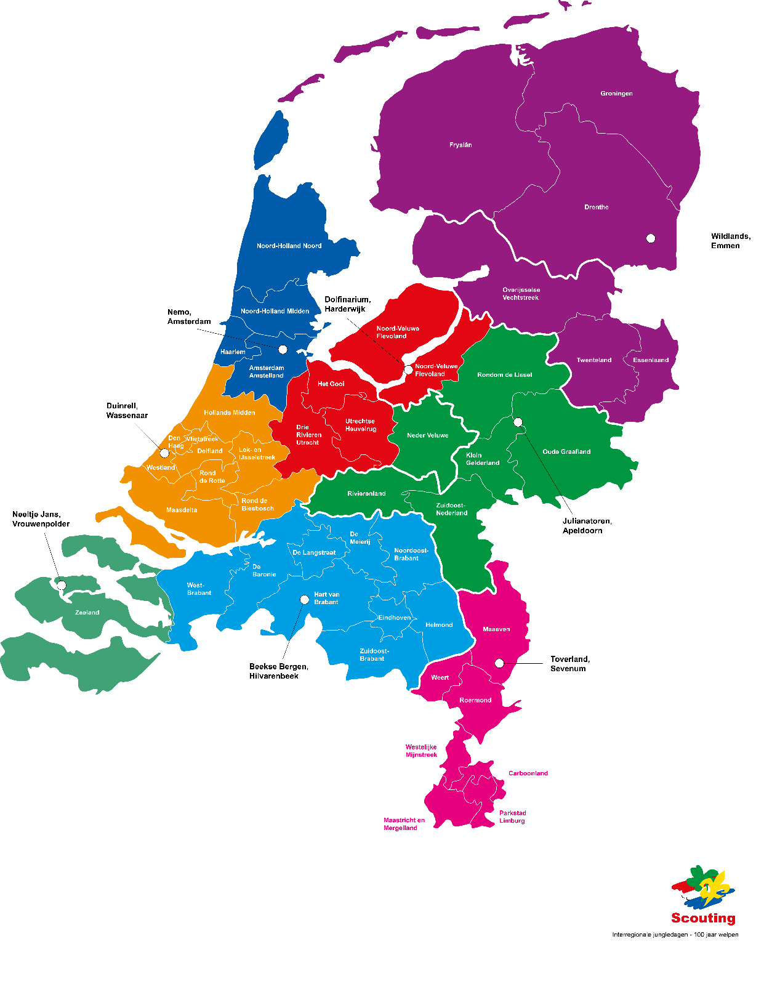 Groningen
Fryslân
Drenthe
Wildlands,
Emmen
Noord-Holland Noord
Overijsselse
Vechtstreek
Dolfinarium,
Harderwijk
Nemo,
Amsterdam
Noord-Holland Midden
Noord-Veluwe
Flevoland
Haarlem
Amsterdam
Amstelland
Noord-Veluwe
Flevoland
Twenteland
Essenlaand
Rondom de IJssel
Het Gooi
Duinrell,
Wassenaar
Hollands Midden
Utrechtse
Heuvelrug
Drie
Rivieren
Utrecht
Neder Veluwe
Den
Haag
Vlietstreek
Delfland
Lek- en
IJsselstreek
Klein
Gelderland
Oude Graafland
Westland
Rond
de Rotte
Rivierenland
Maasdelta
Rond de
Biesbosch
Zuidoost-
Nederland
Neeltje Jans,
Vrouwenpolder
Julianatoren,
Apeldoorn
De
Meierij
De Langstraat
Noordoost-
Brabant
De
Baronie
West-
Brabant
Hart van
Brabant
Zeeland
Eindhoven
Helmond
Maasven
Zuidoost-
Brabant
Beekse Bergen,
Hilvarenbeek
Toverland,
Sevenum
Weert
Roermond
Westelijke
Mijnstreek
Carboonland
Parkstad
Limburg
Maastricht en
Mergelland
Scouting
Interregionale jungledagen - 100 jaar welpen